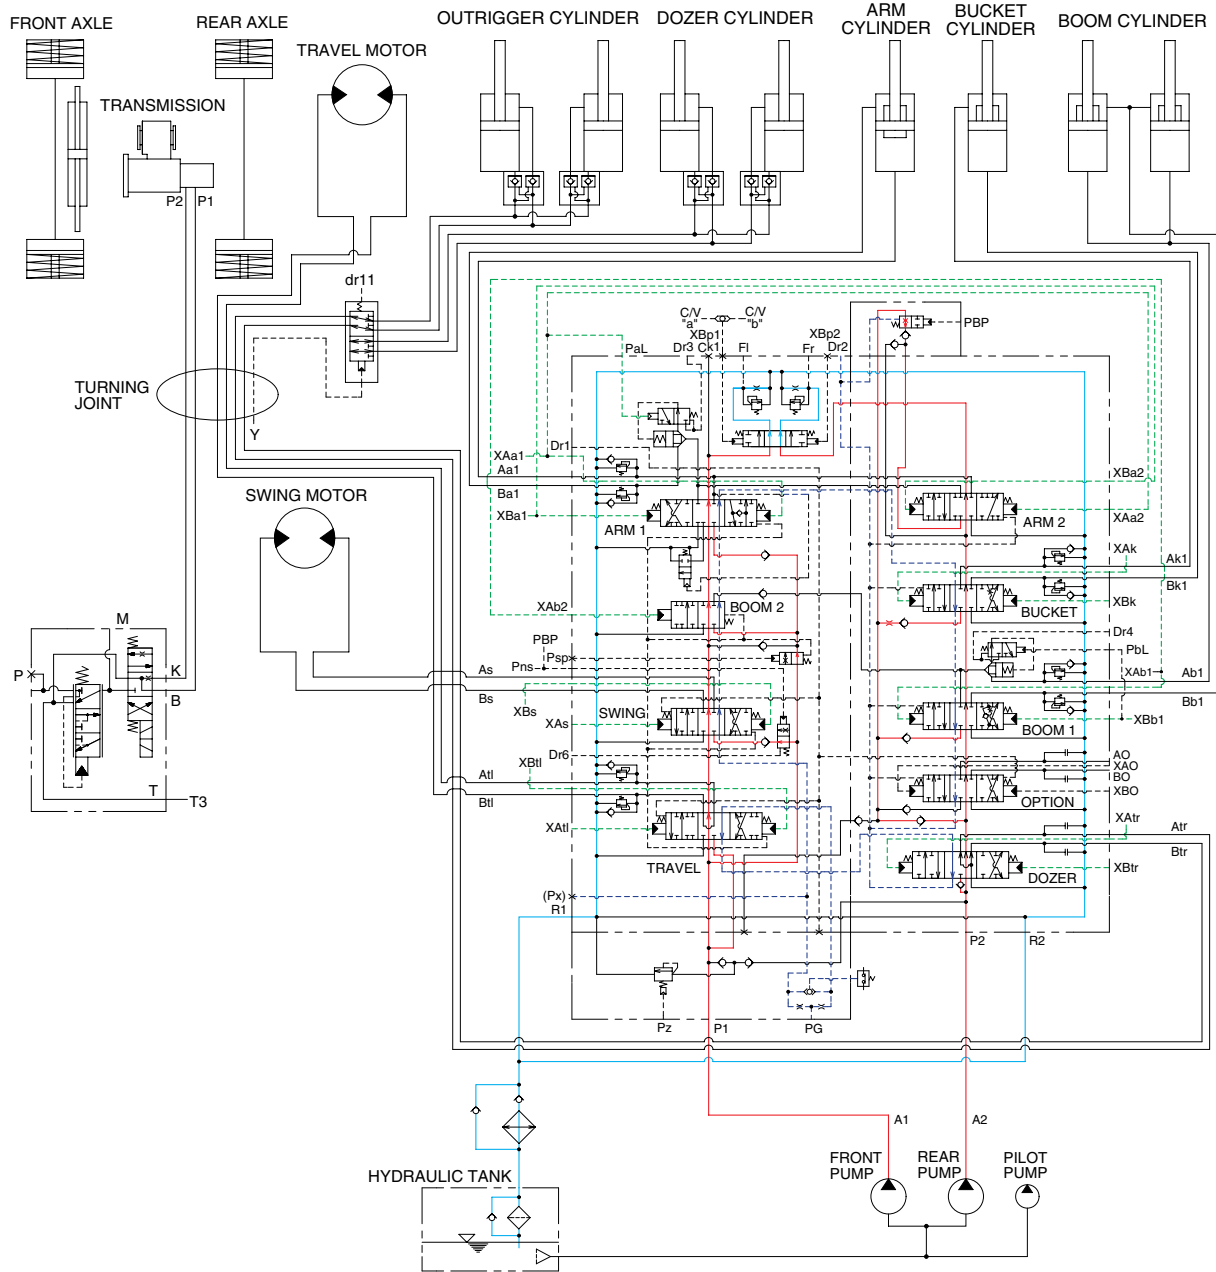 FRONT AXLE
REAR AXLE
TRAVEL MOTOR
OUTRIGGER CYLINDER
DOZER CYLINDER
ARM
CYLINDER
BUCKET
CYLINDER
BOOM CYLINDER
TRANSMISSION
P2
P1
dr11
TURNING
JOINT
Y
C/V
"a"
C/V
"b"
XBp1
XBp2
PaL
Dr3
Ck1
Fl
Fr
Dr2
PBP
Dr1
XAa1
Aa1
Ba1
XBa1
ARM 1
XBa2
XAa2
ARM 2
SWING MOTOR
XAk
Ak1
Bk1
XBk
BUCKET
XAb2
BOOM 2
PBP
Psp
Pns
Dr4
PbL
XAb1
Ab1
Bb1
XBb1
BOOM 1
M
P
K
B
T
T3
As
Bs
XBs
XAs
SWING
Dr6
XBtl
Atl
Btl
XAtl
TRAVEL
AO
XAO
BO
XBO
OPTION
XAtr
Atr
Btr
XBtr
DOZER
(Px)
R1
P2
R2
Pz
P1
PG
A1
A2
FRONT
PUMP
REAR
PUMP
PILOT
PUMP
HYDRAULIC TANK